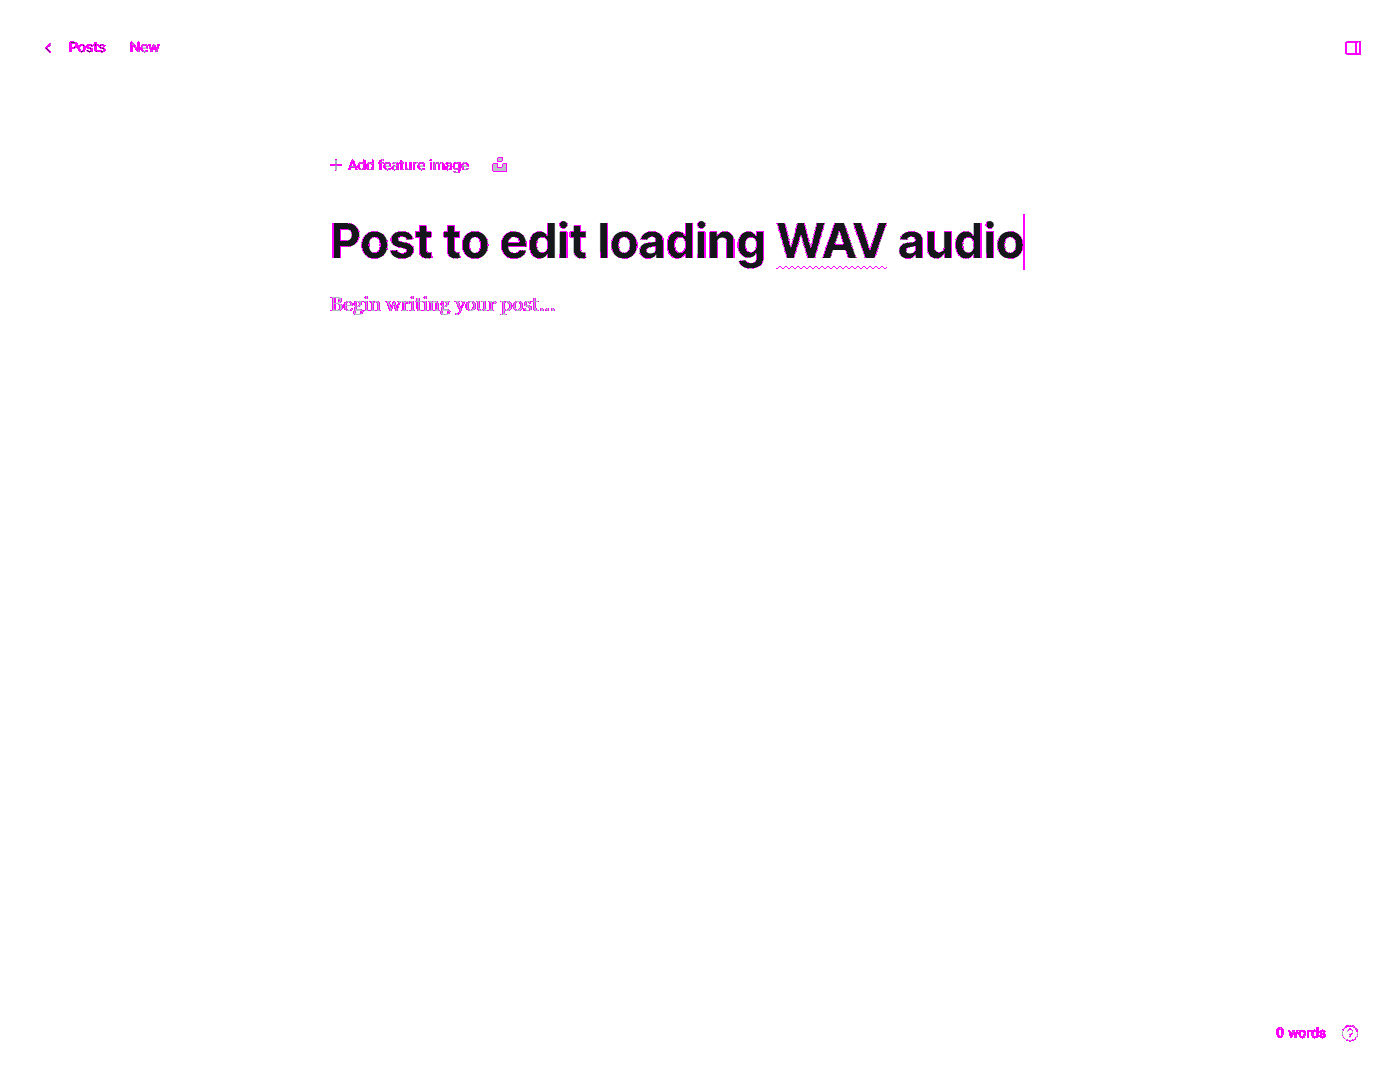 Posts New
Add feature image
Post to edit loading WAV audio
Begin writing your post...
0 words